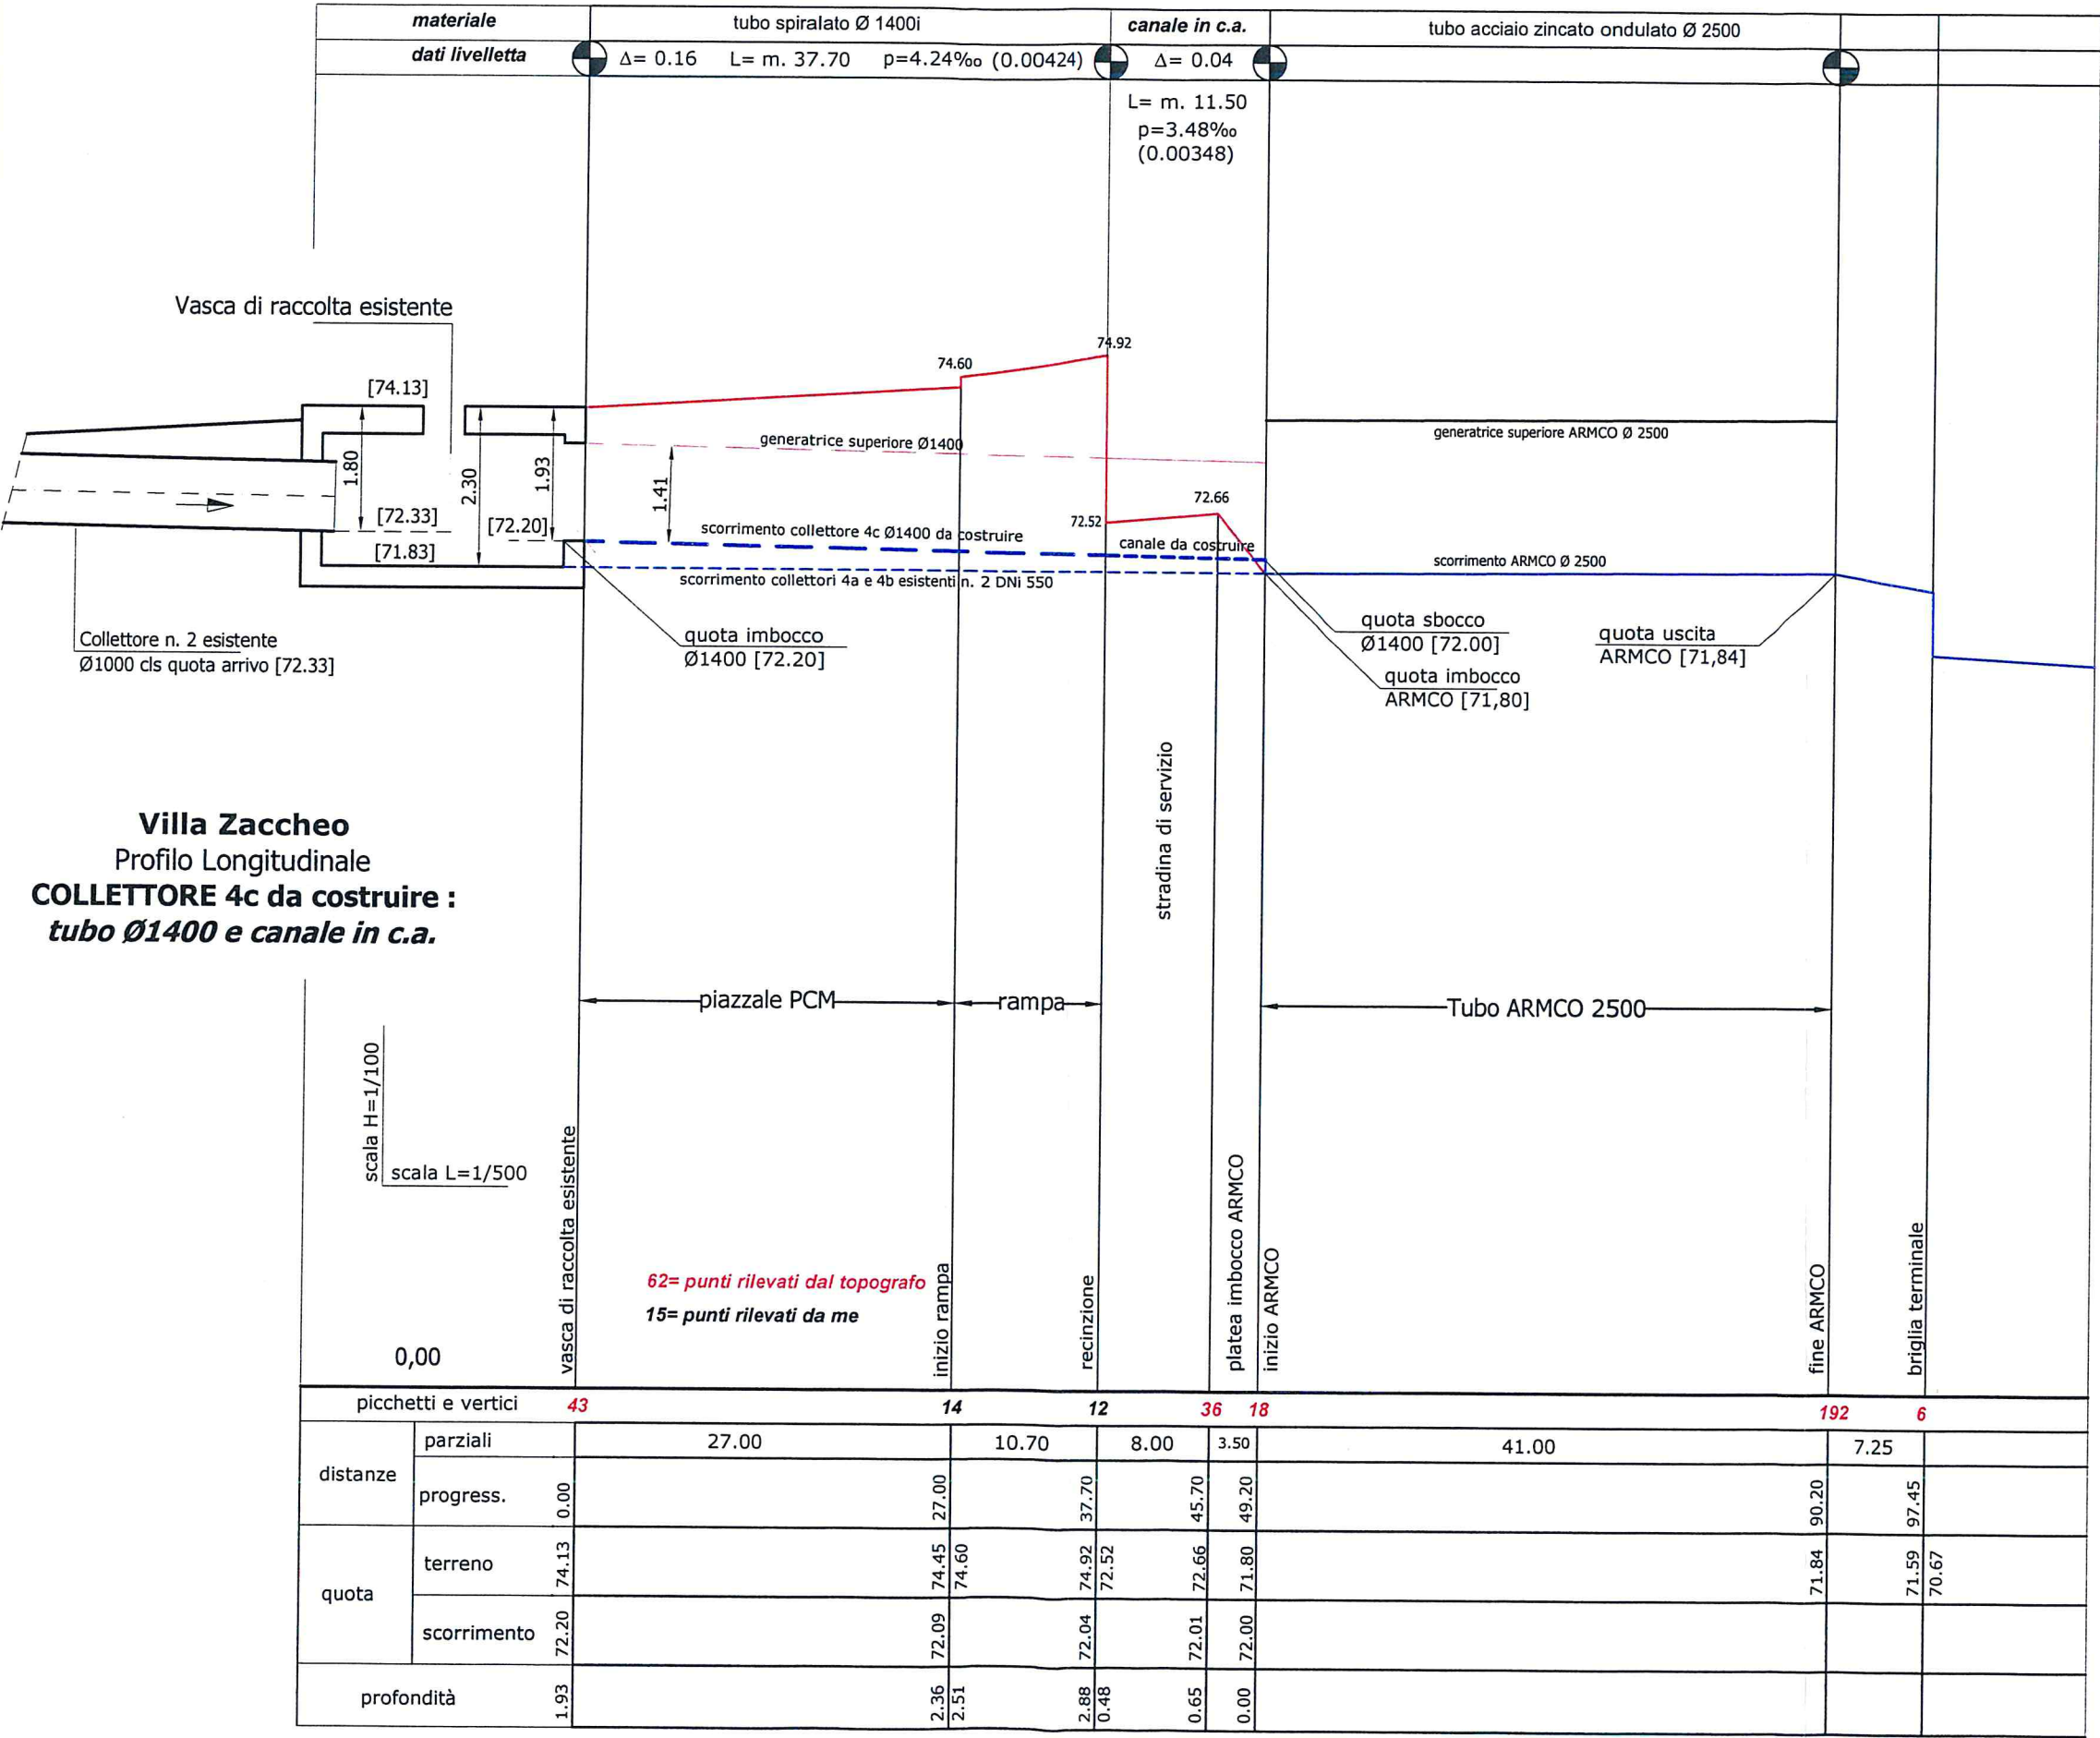 materiale tubo spiralato Ø 1400i canale in c.a. tubo acciaio zincato ondulato Ø 2500
dati livelletta Δ= 0.16 L= m. 37.70 p=4.24‰ (0.00424) Δ= 0.04
L= m. 11.50
p=3.48‰
(0.00348)
Vasca di raccolta esistente
74.92
74.60
[74.13]
generatrice superiore ARMCO Ø 2500
generatrice superiore Ø1400
1.80
2.30
1.93
1.41
72.66
[72.33]
[72.20]
72.52
scorrimento collettore 4c Ø1400 da costruire
canale da costruire
[71.83]
scorrimento ARMCO Ø 2500
scorrimento collettori 4a e 4b esistenti n. 2 DNi 550
Collettore n. 2 esistente
Ø1000 cls quota arrivo [72.33]
quota imbocco
Ø1400 [72.20]
quota sbocco
Ø1400 [72.00]
quota uscita
ARMCO [71,84]
quota imbocco
ARMCO [71,80]
stradina di servizio
Villa Zaccheo
Profilo Longitudinale
COLLETTORE 4c da costruire :
tubo Ø1400 e canale in c.a.
piazzale PCM
rampa
Tubo ARMCO 2500
scala H=1/100
scala L=1/500
62= punti rilevati dal topografo
15= punti rilevati da me
0,00
vasca di raccolta esistente
inizio rampa
recinzione
platea imbocco ARMCO
inizio ARMCO
fine ARMCO
briglia terminale
picchetti e vertici 43 14 12 36 18 192 6
distanze
parziali 27.00 10.70 8.00 3.50 41.00 7.25
progress. 0.00 27.00 37.70 45.70 49.20 90.20 97.45
quota
terreno 74.13 74.45 74.60 74.92 72.52 72.66 71.80 71.84 71.59 70.67
scorrimento 72.20 72.09 72.04 72.01 72.00
profondità 1.93 2.36 2.51 2.88 0.48 0.65 0.00